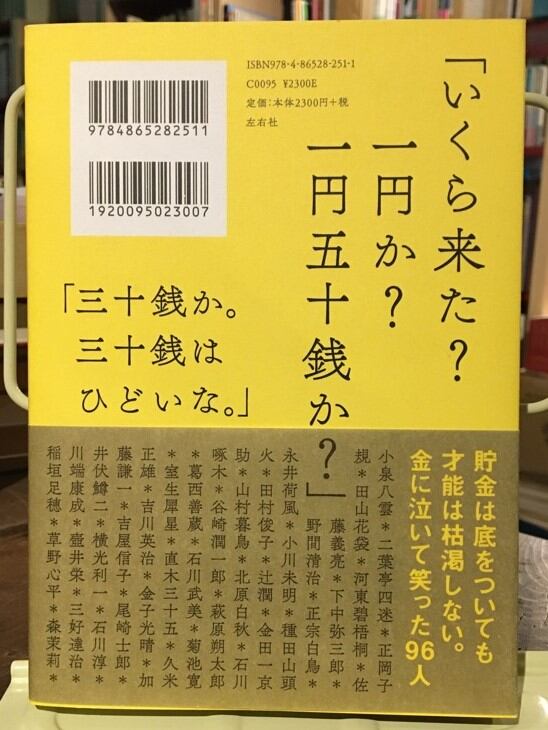 ISBN978-4-86528-251-1
C0095 ¥2300E
定価：本体2300円＋税
左右社
9784865282511
1920095023007
「いくら来た？
一円か？
一円五十銭か？」
「三十銭か。
三十銭は
ひどいな。」
貯金は底をついても
才能は枯渇しない。
金に泣いて笑った96人
小泉八雲＊二葉亭四迷＊正岡子
規＊田山花袋＊河東碧梧桐＊佐
藤義亮＊下中弥三郎＊
野間清治＊正宗白鳥＊
永井荷風＊小川未明＊種田山頭
火＊田村俊子＊辻潤＊金田一京
助＊山村暮鳥＊北原白秋＊石川
啄木＊谷崎潤一郎＊萩原朔太郎
＊葛西善蔵＊石川武美＊菊池寛
＊室生犀星＊直木三十五＊久米
正雄＊吉川英治＊金子光晴＊加
藤謙一＊吉屋信子＊尾崎士郎＊
井伏鱒二＊横光利一＊石川淳＊
川端康成＊壺井栄＊三好達治＊
稲垣足穂＊草野心平＊森茉莉＊